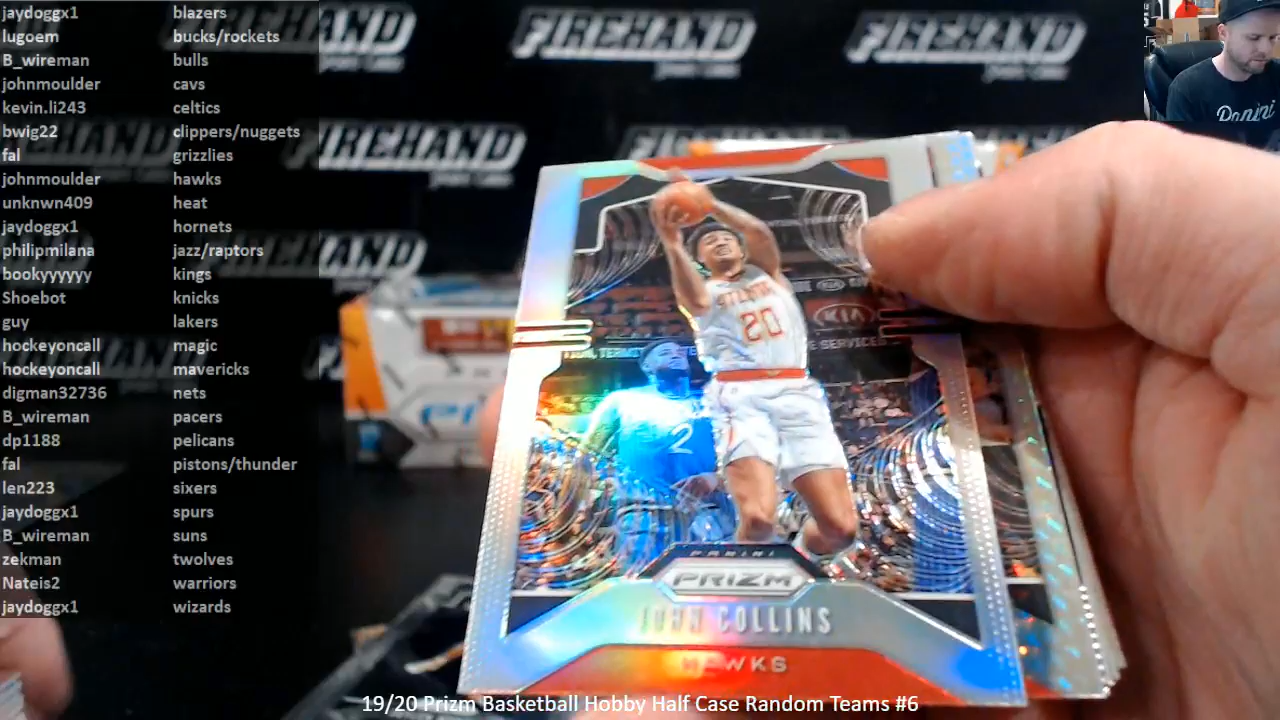 jaydoggx1 blazers
lugoem bucks/rockets
B_wireman bulls
johnmoulder cavs
kevin.li243 celtics
bwig22 clippers/nuggets
fal grizzlies
johnmoulder hawks
unknwn409 heat
jaydoggx1 hornets
philipmilana jazz/raptors
bookyyyyyy kings
Shoebot knicks
guy lakers
hockeyoncall magic
hockeyoncall mavericks
digman32736 nets
B_wireman pacers
dp1188 pelicans
fal pistons/thunder
len223 sixers
jaydoggx1 spurs
B_wireman suns
zekman twolves
Nateis2 warriors
jaydoggx1 wizards
FIREHAND
FIREHAND
FIREHAND
Panini
ATLANTA
20
KIA
2
PANINI
PRIZM
JOHN COLLINS
HAWKS
19/20 Prizm Basketball Hobby Half Case Random Teams #6